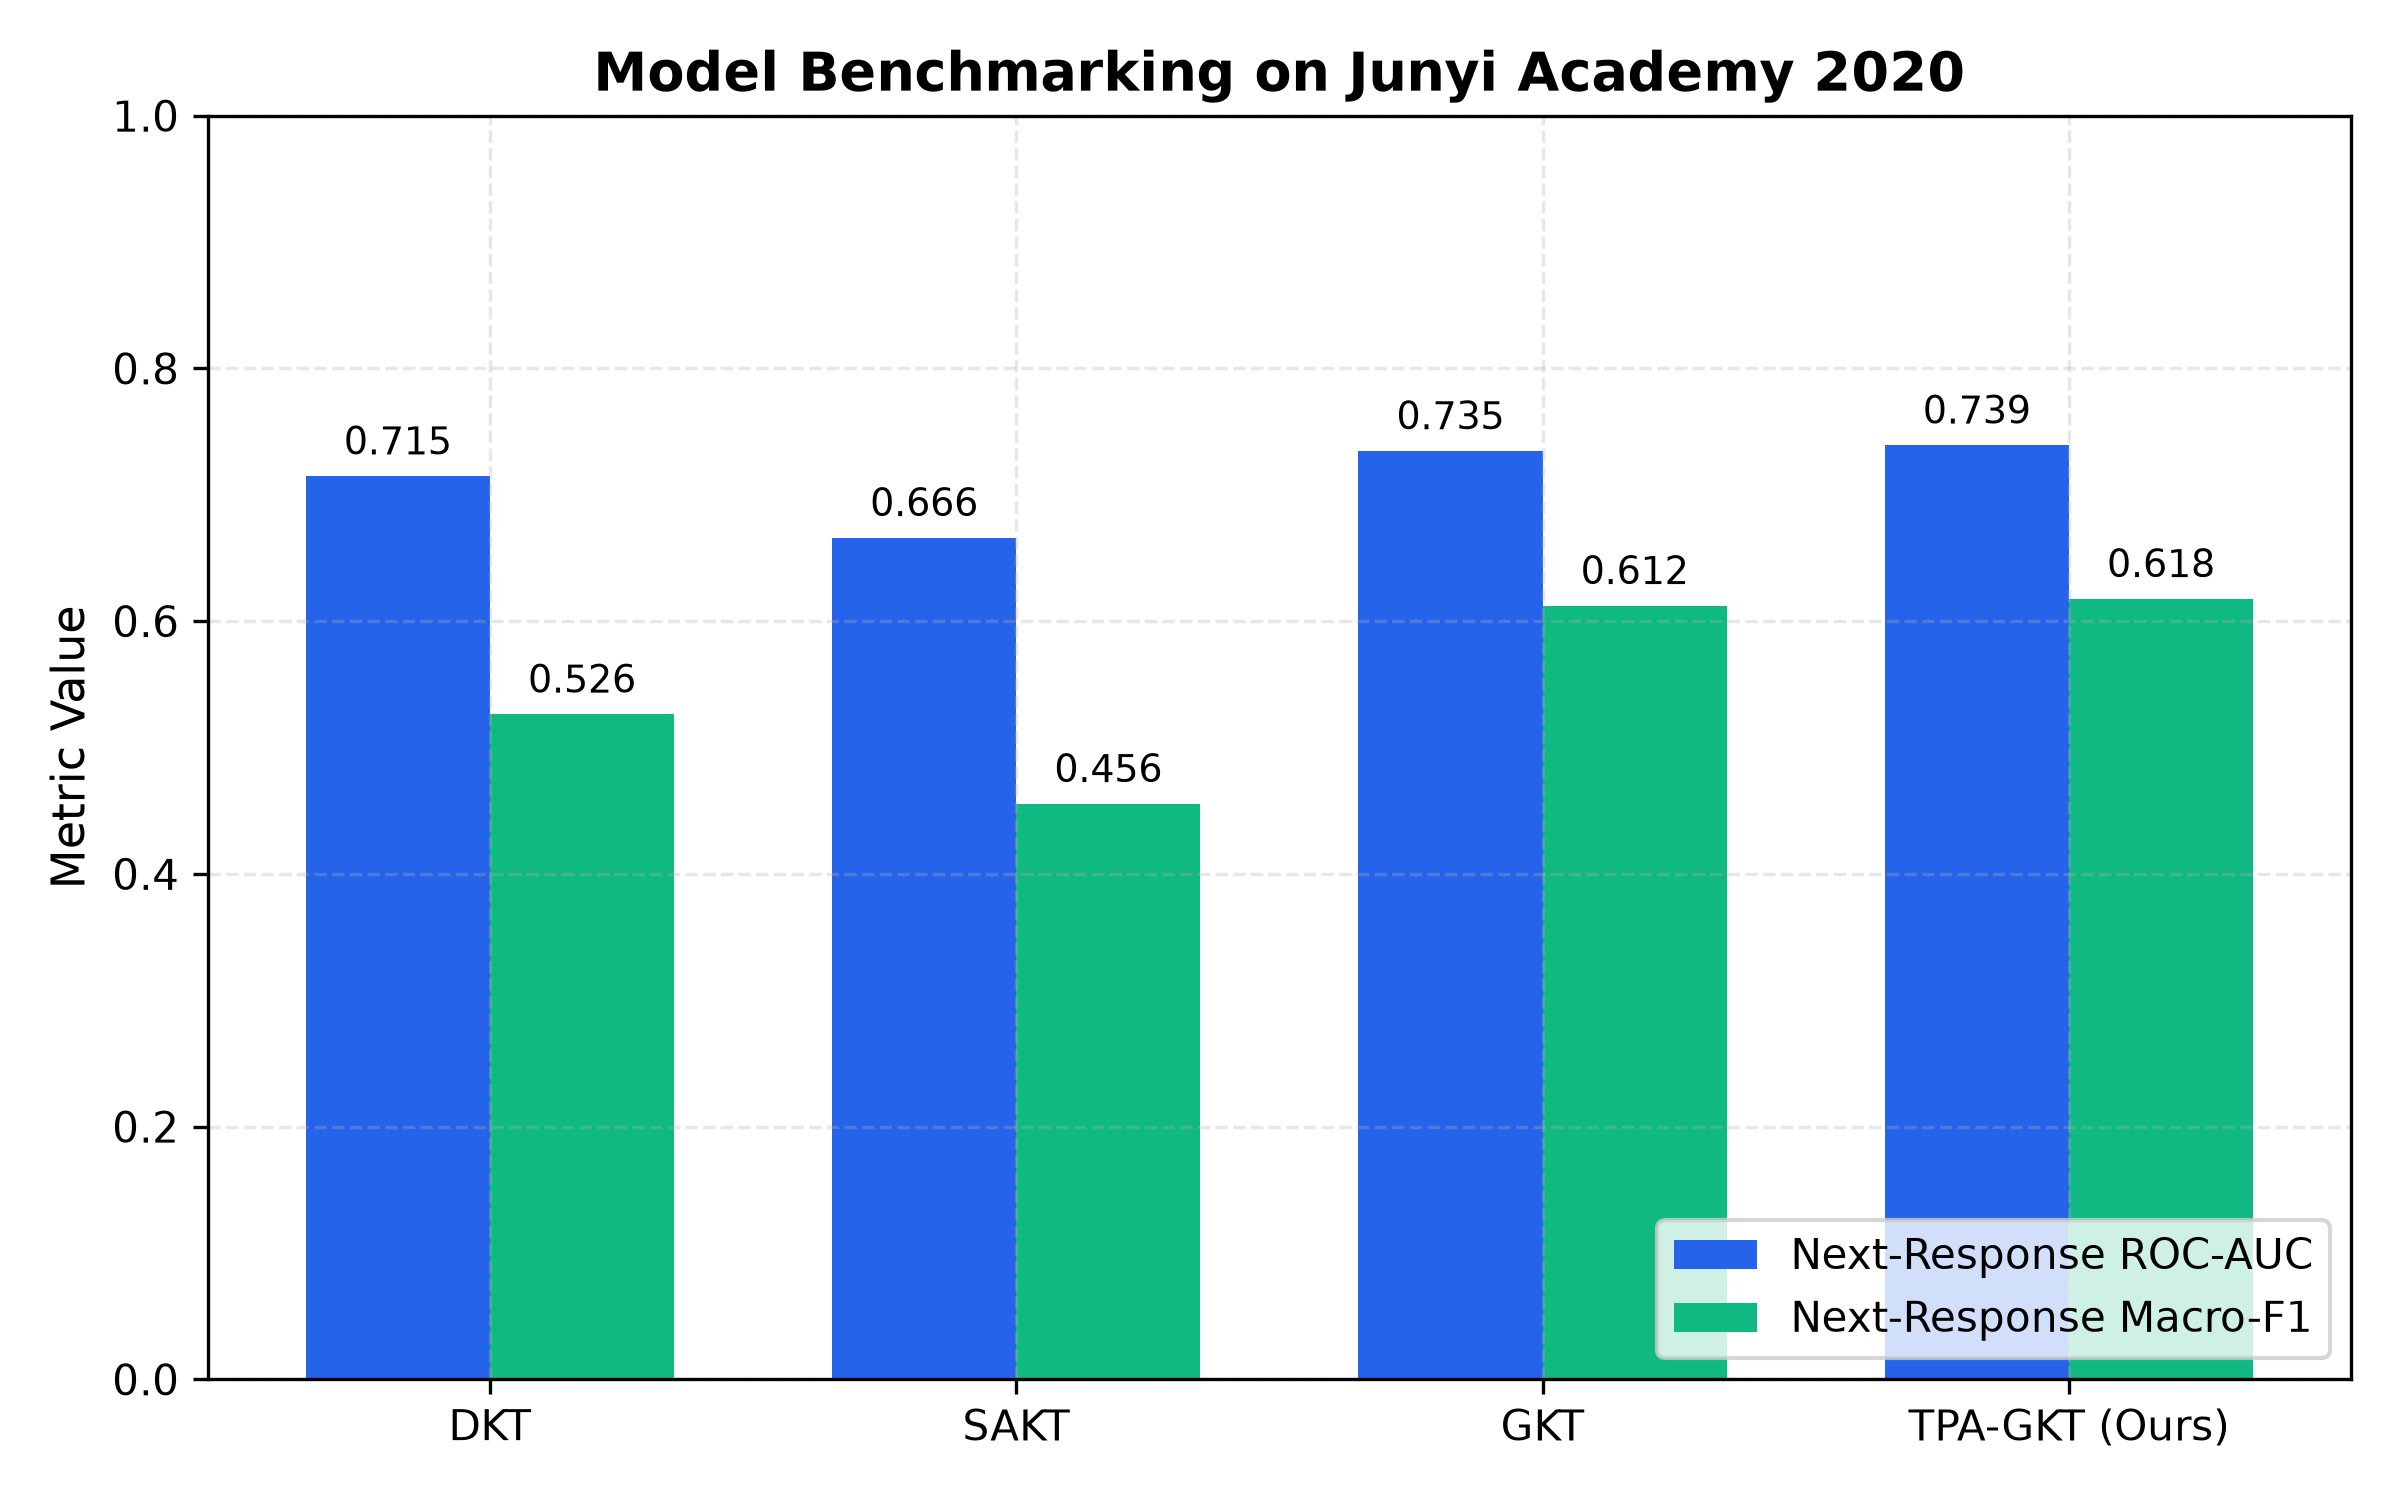 Model Benchmarking on Junyi Academy 2020
Metric Value
1.0
0.8
0.6
0.4
0.2
0.0
0.715
0.526
0.666
0.456
0.735
0.612
0.739
0.618
Next-Response ROC-AUC
Next-Response Macro-F1
DKT
SAKT
GKT
TPA-GKT (Ours)